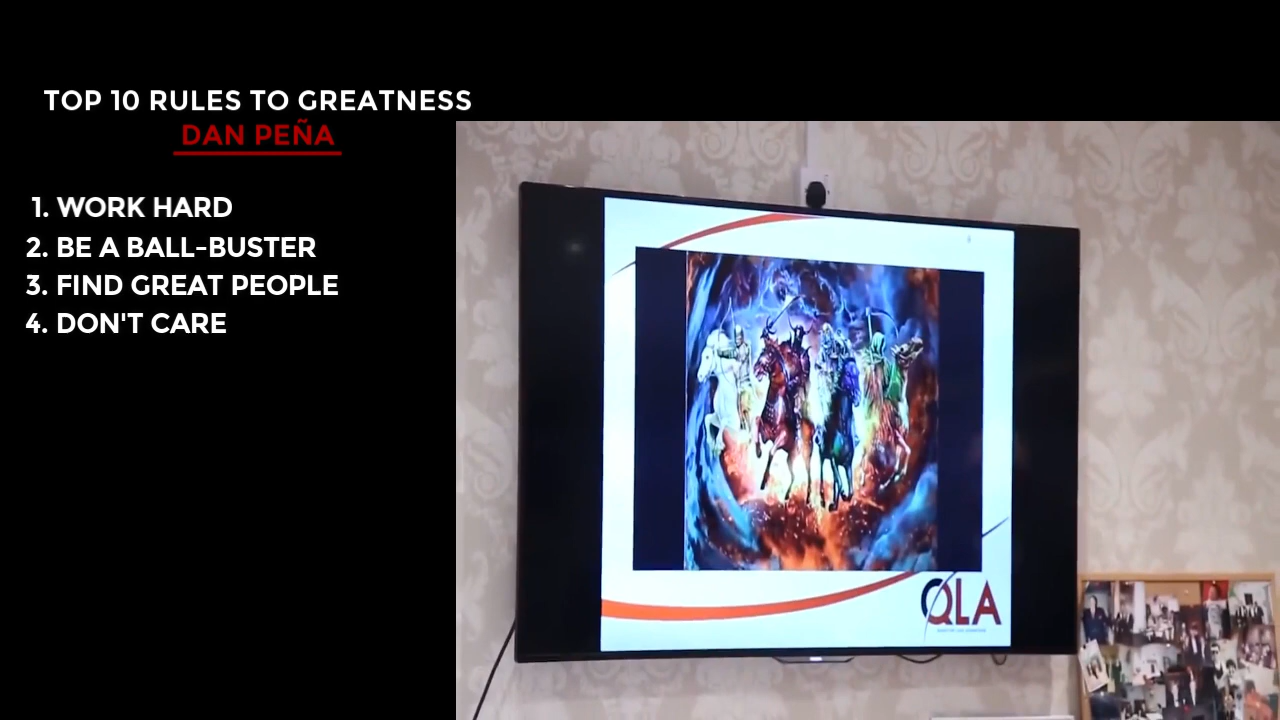 TOP 10 RULES TO GREATNESS
DAN PEÑA
1. WORK HARD
2. BE A BALL-BUSTER
3. FIND GREAT PEOPLE
4. DON'T CARE
QLA